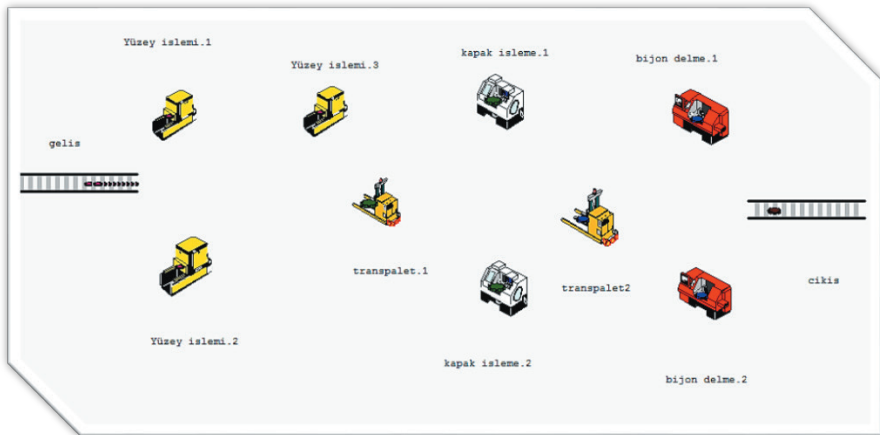 Yüzey islemi.1
Yüzey islemi.3
kapak isleme.1
bijon delme.1
gelis
transpalet.1
transpalet2
cikis
Yüzey islemi.2
kapak isleme.2
bijon delme.2